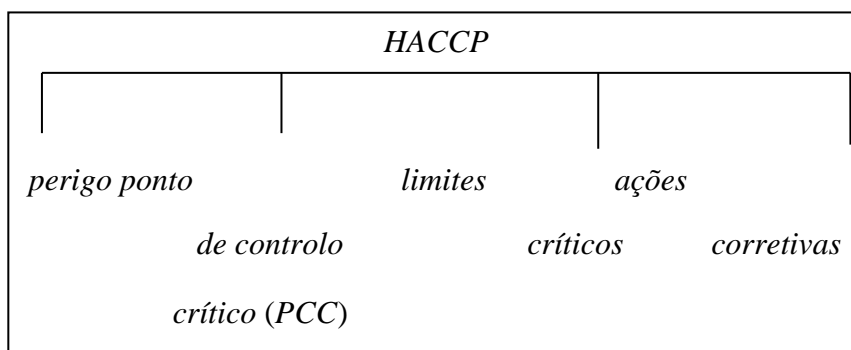 HACCP
perigo ponto limites ações
de controlo críticos corretivas
crítico (PCC)